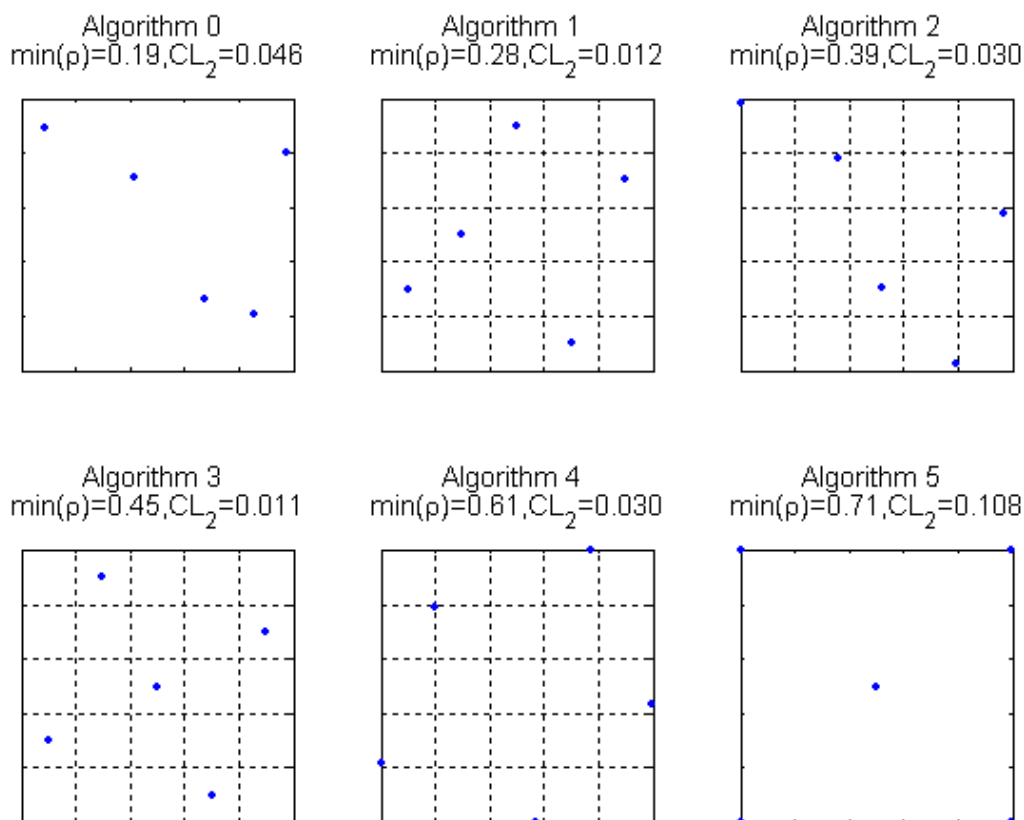 Algorithm 0
min(ρ)=0.19,CL₂=0.046
Algorithm 1
min(ρ)=0.28,CL₂=0.012
Algorithm 2
min(ρ)=0.39,CL₂=0.030
Algorithm 3
min(ρ)=0.45,CL₂=0.011
Algorithm 4
min(ρ)=0.61,CL₂=0.030
Algorithm 5
min(ρ)=0.71,CL₂=0.108